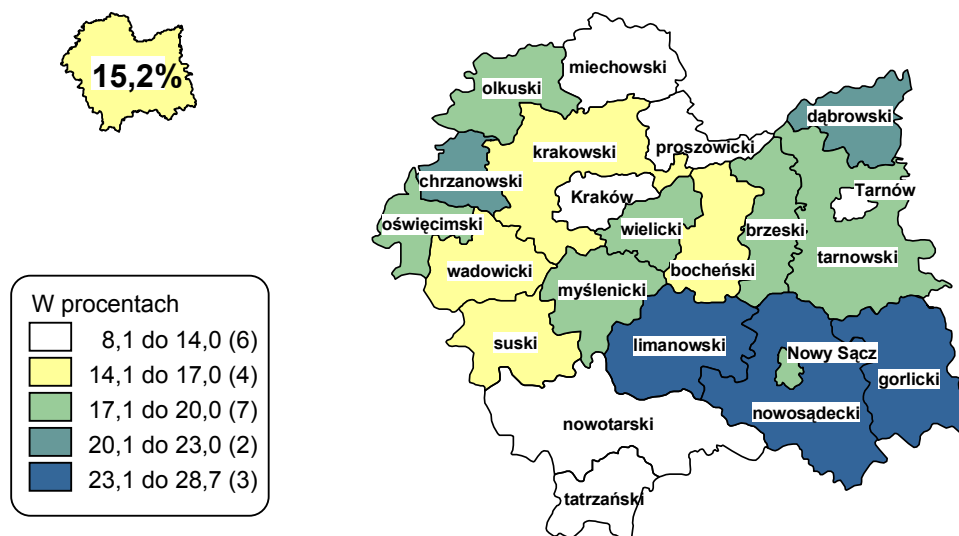 15,2%
miechowski
olkuski
dąbrowski
proszowicki
krakowski
chrzanowski
Kraków
Tarnów
oświęcimski
wielicki
brzeski
tarnowski
wadowicki
bocheński
myślenicki
suski
limanowski
Nowy Sącz
gorlicki
nowosądecki
nowotarski
tatrzański
W procentach
8,1 do 14,0 (6)
14,1 do 17,0 (4)
17,1 do 20,0 (7)
20,1 do 23,0 (2)
23,1 do 28,7 (3)